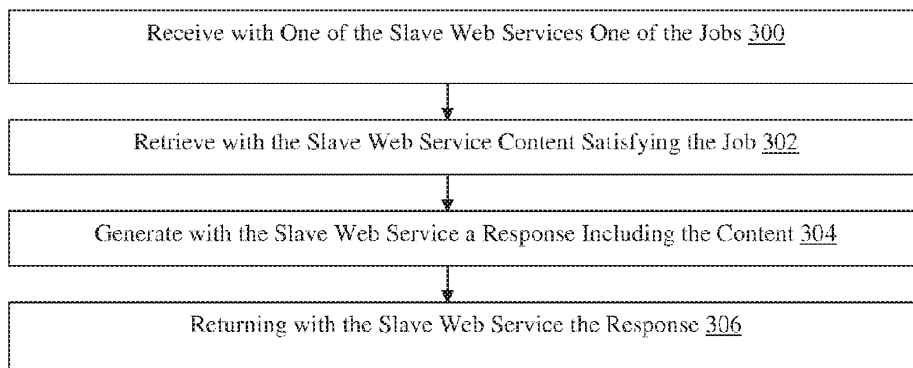 Receive with One of the Slave Web Services One of the Jobs 300
Retrieve with the Slave Web Service Content Satisfying the Job 302
Generate with the Slave Web Service a Response Including the Content 304
Returning with the Slave Web Service the Response 306